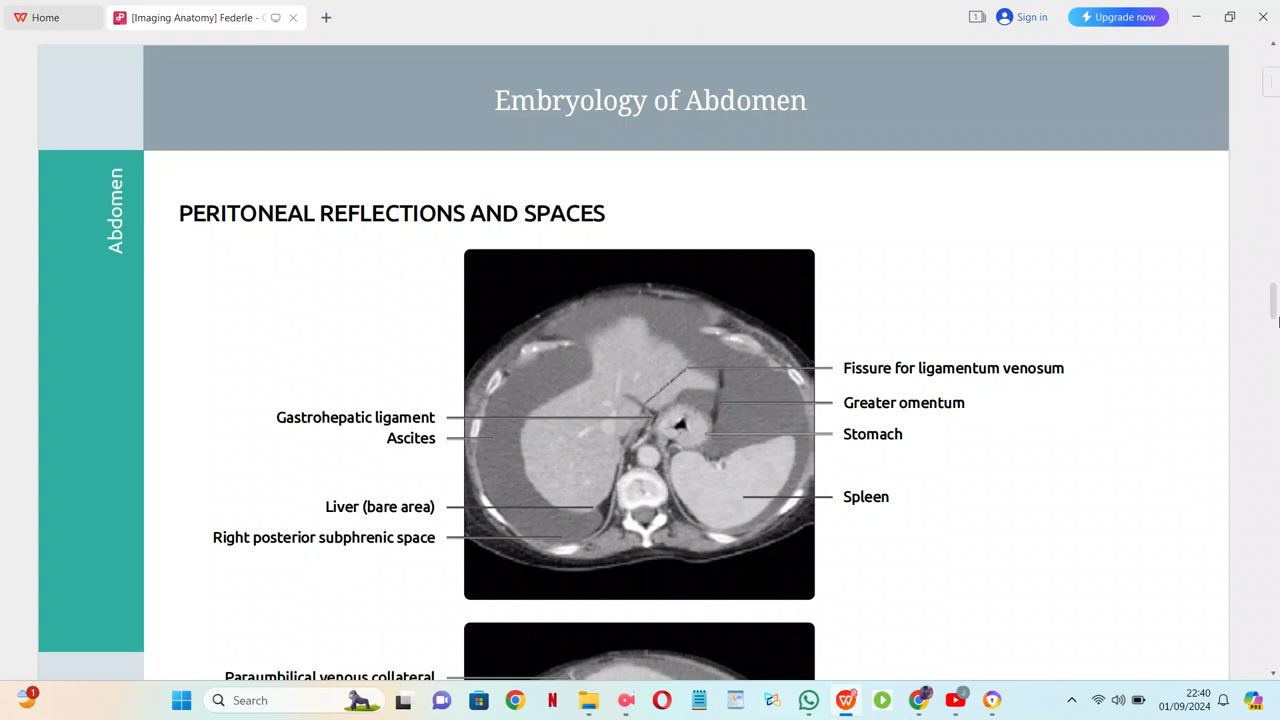 Home
[Imaging Anatomy] Federle -
1
Sign in
Upgrade now
Embryology of Abdomen
Abdomen
PERITONEAL REFLECTIONS AND SPACES
Fissure for ligamentum venosum
Greater omentum
Gastrohepatic ligament
Stomach
Ascites
Spleen
Liver (bare area)
Right posterior subphrenic space
Paraumbilical venous collateral
1
Search
22:40
01/09/2024